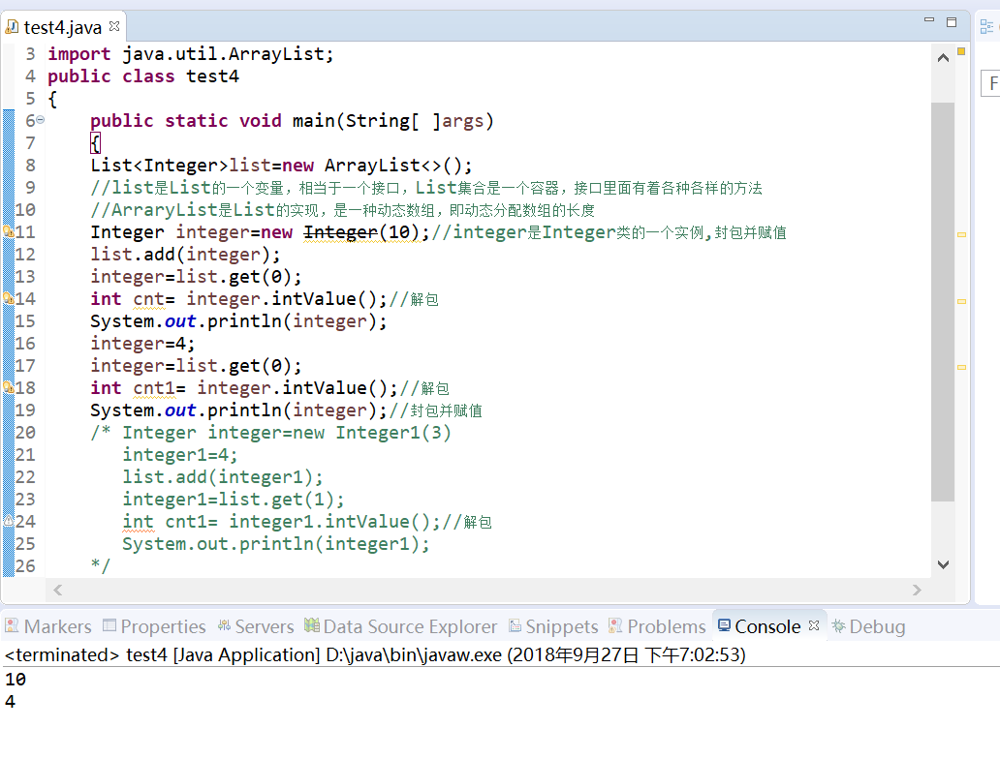 test4.java
3 import java.util.ArrayList;
4 public class test4
5 {
6 public static void main(String[ ]args)
7 {
8 List<Integer>list=new ArrayList<>();
9 //list是List的一个变量，相当于一个接口，List集合是一个容器，接口里面有着各种各样的方法
10 //ArraryList是List的实现，是一种动态数组，即动态分配数组的长度
11 Integer integer=new Integer(10);//integer是Integer类的一个实例,封包并赋值
12 list.add(integer);
13 integer=list.get(0);
14 int cnt= integer.intValue();//解包
15 System.out.println(integer);
16 integer=4;
17 integer=list.get(0);
18 int cnt1= integer.intValue();//解包
19 System.out.println(integer);//封包并赋值
20 /* Integer integer=new Integer1(3)
21 integer1=4;
22 list.add(integer1);
23 integer1=list.get(1);
24 int cnt1= integer1.intValue();//解包
25 System.out.println(integer1);
26 */
F
Markers Properties Servers Data Source Explorer Snippets Problems Console Debug
<terminated> test4 [Java Application] D:\java\bin\javaw.exe (2018年9月27日 下午7:02:53)
10
4